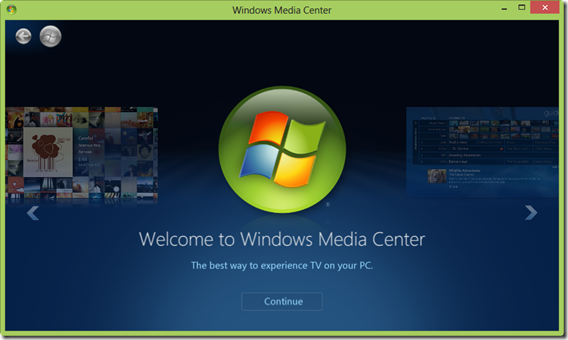 Windows Media Center
Welcome to Windows Media Center
The best way to experience TV on your PC.
Continue